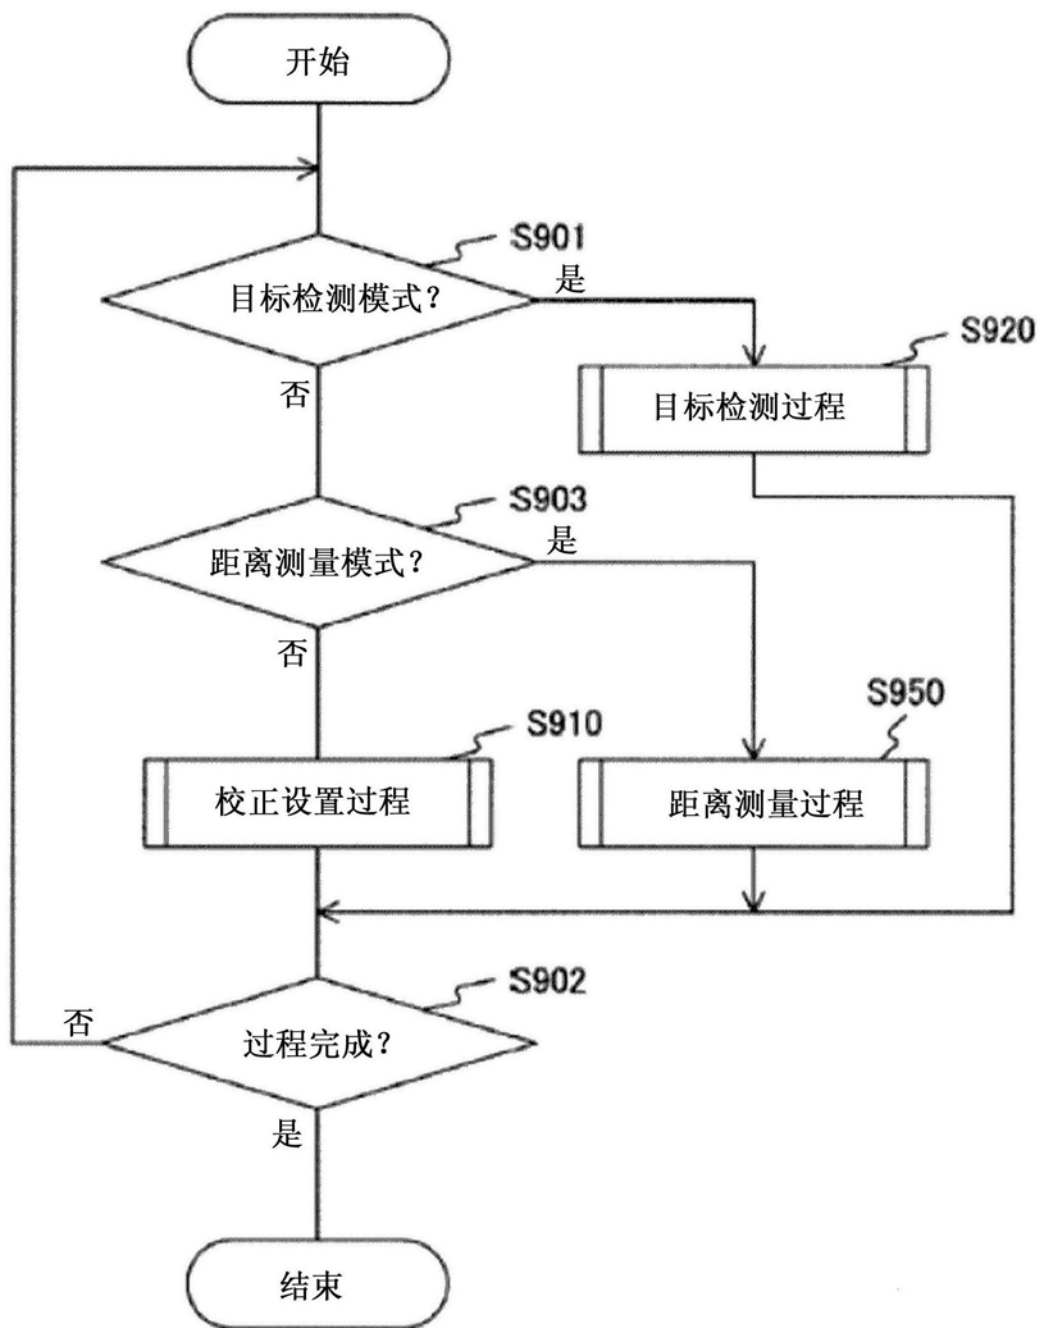 开始
S901
目标检测模式？
是
否
S920
目标检测过程
S903
距离测量模式？
是
否
S910
校正设置过程
S950
距离测量过程
S902
过程完成？
否
是
结束